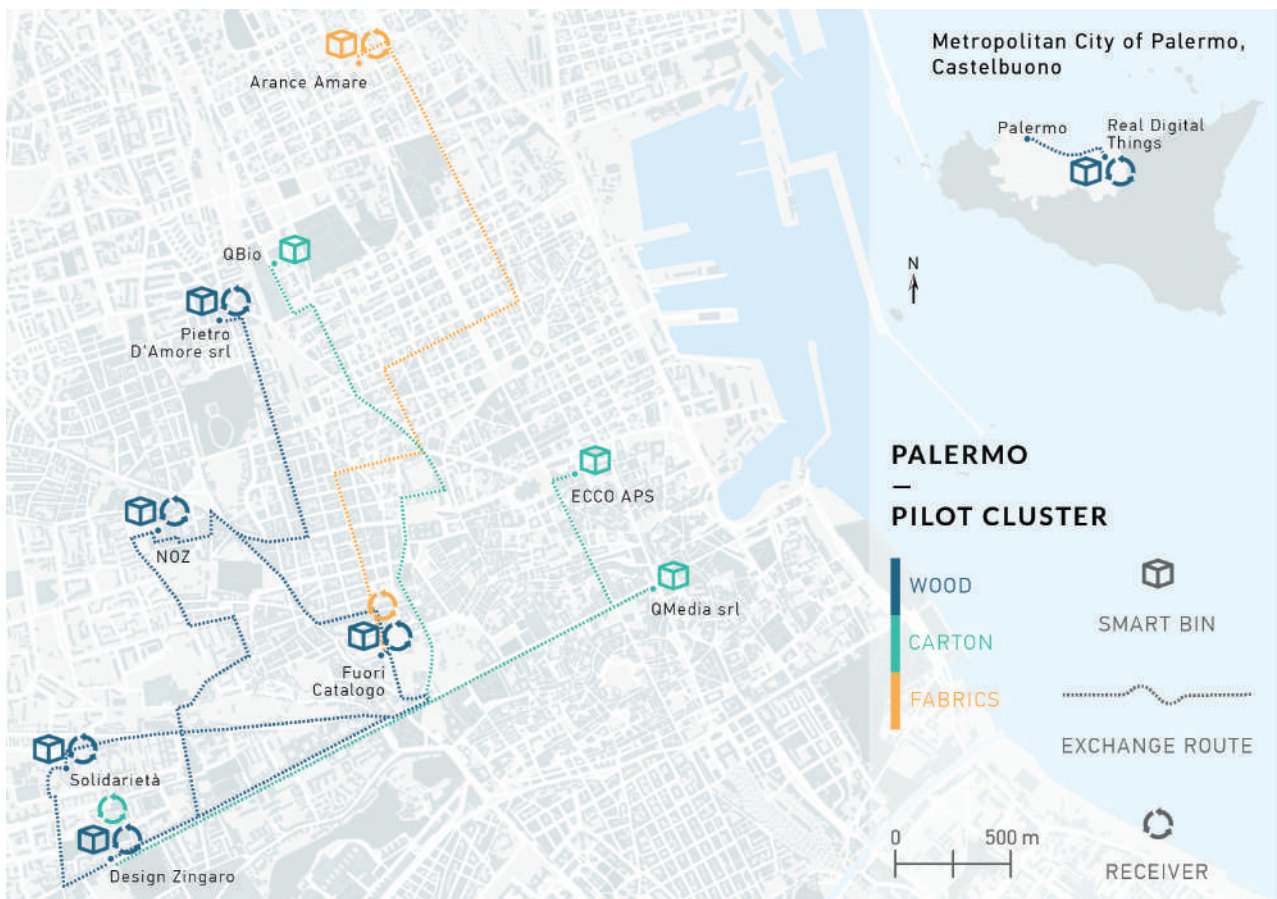 Arance Amare
QBio
Pietro
D'Amore srl
ECCO APS
NOZ
QMedia srl
Fuori
Catalogo
Solidarietà
Design Zingaro
Metropolitan City of Palermo,
Castelbuono
Palermo
Real Digital
Things
N
PALERMO
—
PILOT CLUSTER
WOOD
CARTON
FABRICS
SMART BIN
EXCHANGE ROUTE
0 500 m
RECEIVER